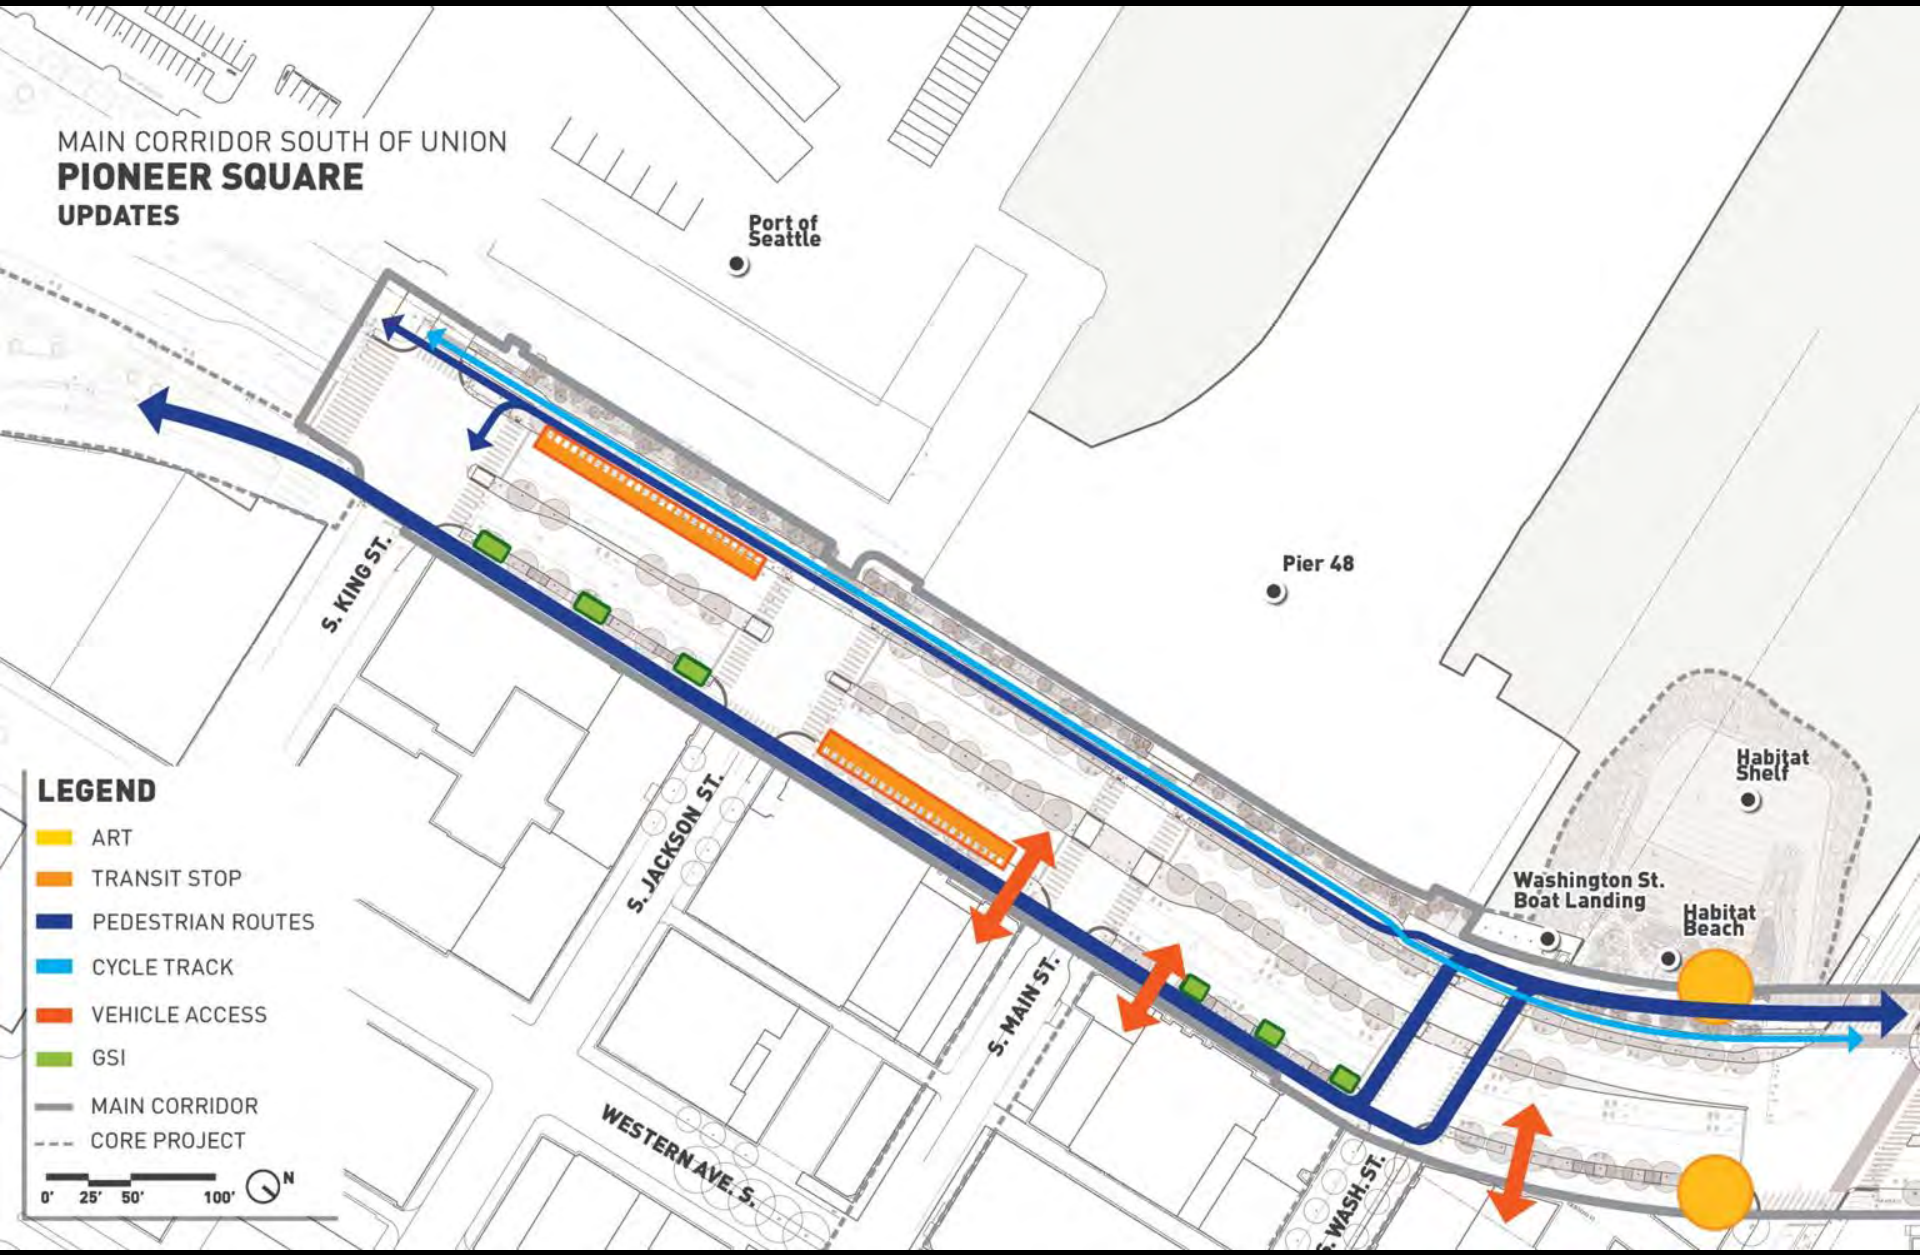 MAIN CORRIDOR SOUTH OF UNION
PIONEER SQUARE
UPDATES
Port of
Seattle
Pier 48
Habitat
Shelf
Washington St.
Boat Landing
Habitat
Beach
S. KING ST.
S. JACKSON ST.
S. MAIN ST.
WESTERN AVE. S.
S. WASH. ST.
LEGEND
ART
TRANSIT STOP
PEDESTRIAN ROUTES
CYCLE TRACK
VEHICLE ACCESS
GSI
MAIN CORRIDOR
CORE PROJECT
0' 25' 50' 100' N